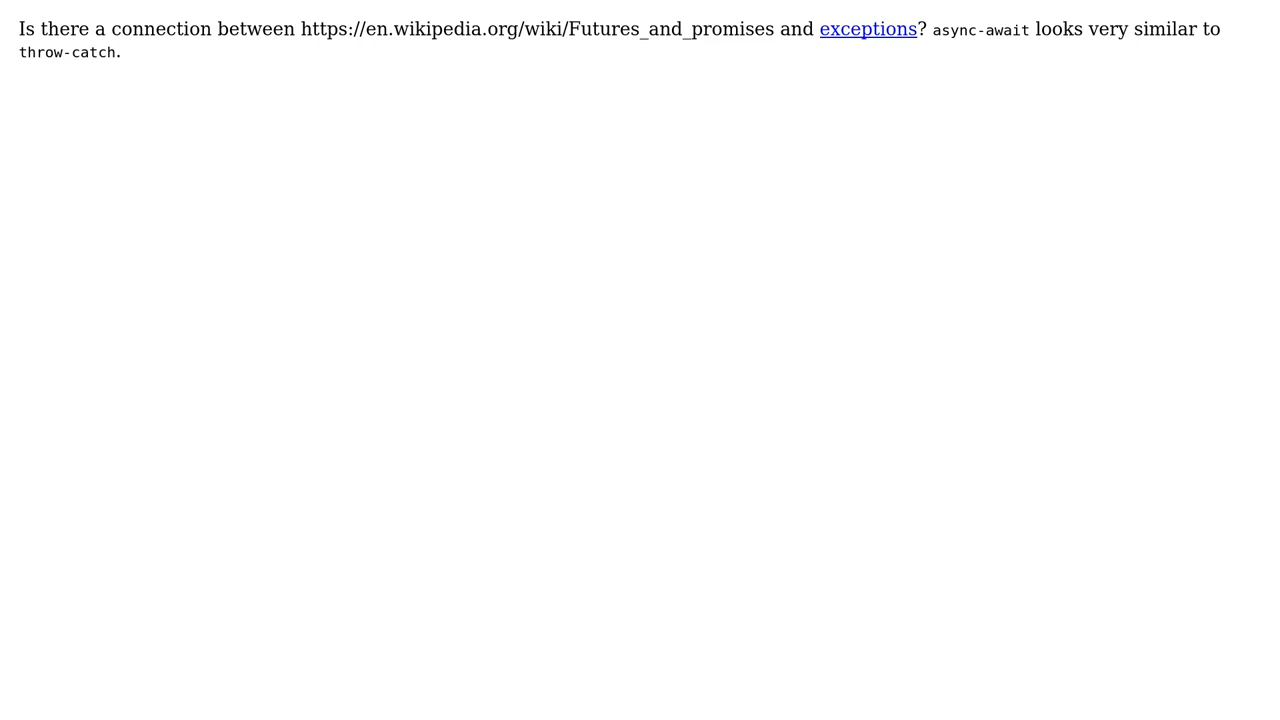 Is there a connection between https://en.wikipedia.org/wiki/Futures_and_promises and exceptions? async-await looks very similar to
throw-catch.